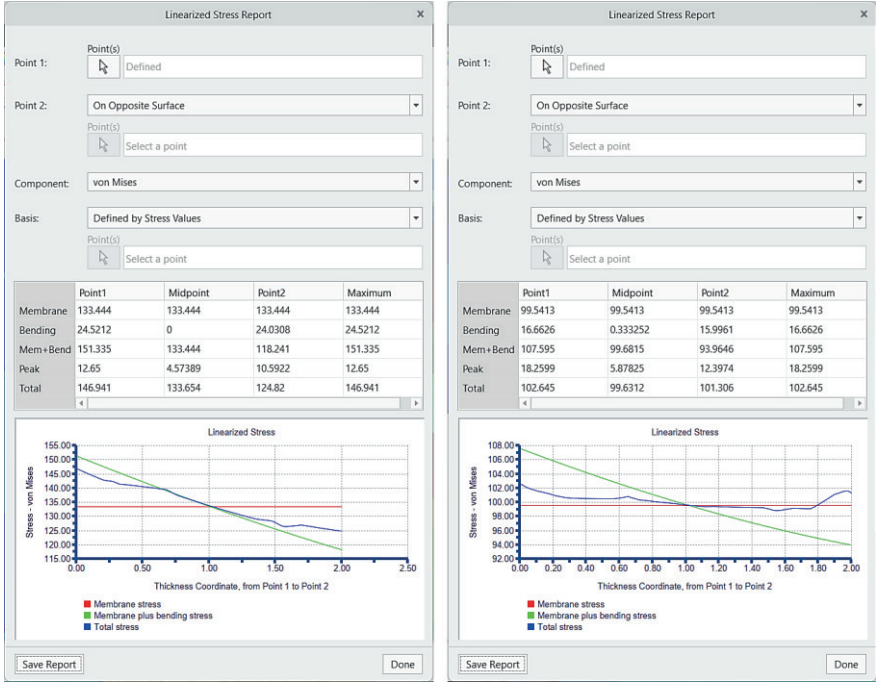 Linearized Stress Report x
Point(s)
Point 1: Defined
Point 2: On Opposite Surface
Point(s)
Select a point
Component: von Mises
Basis: Defined by Stress Values
Point(s)
Select a point
Point1 Midpoint Point2 Maximum
Membrane 133.444 133.444 133.444 133.444
Bending 24.5212 0 24.0308 24.5212
Mem+Bend 151.335 133.444 118.241 151.335
Peak 12.65 4.57389 10.5922 12.65
Total 146.941 133.654 124.82 146.941
Linearized Stress
155.00
150.00
145.00
140.00
135.00
130.00
125.00
120.00
115.00
Stress - von Mises
0.00 0.50 1.00 1.50 2.00 2.50
Thickness Coordinate, from Point 1 to Point 2
Membrane stress
Membrane plus bending stress
Total stress
Save Report Done
Linearized Stress Report x
Point(s)
Point 1: Defined
Point 2: On Opposite Surface
Point(s)
Select a point
Component: von Mises
Basis: Defined by Stress Values
Point(s)
Select a point
Point1 Midpoint Point2 Maximum
Membrane 99.5413 99.5413 99.5413 99.5413
Bending 16.6626 0.333252 15.9961 16.6626
Mem+Bend 107.595 99.6815 93.9646 107.595
Peak 18.2599 5.87825 12.3974 18.2599
Total 102.645 99.6312 101.306 102.645
Linearized Stress
108.00
106.00
104.00
102.00
100.00
98.00
96.00
94.00
92.00
Stress - von Mises
0.00 0.20 0.40 0.60 0.80 1.00 1.20 1.40 1.60 1.80 2.00
Thickness Coordinate, from Point 1 to Point 2
Membrane stress
Membrane plus bending stress
Total stress
Save Report Done